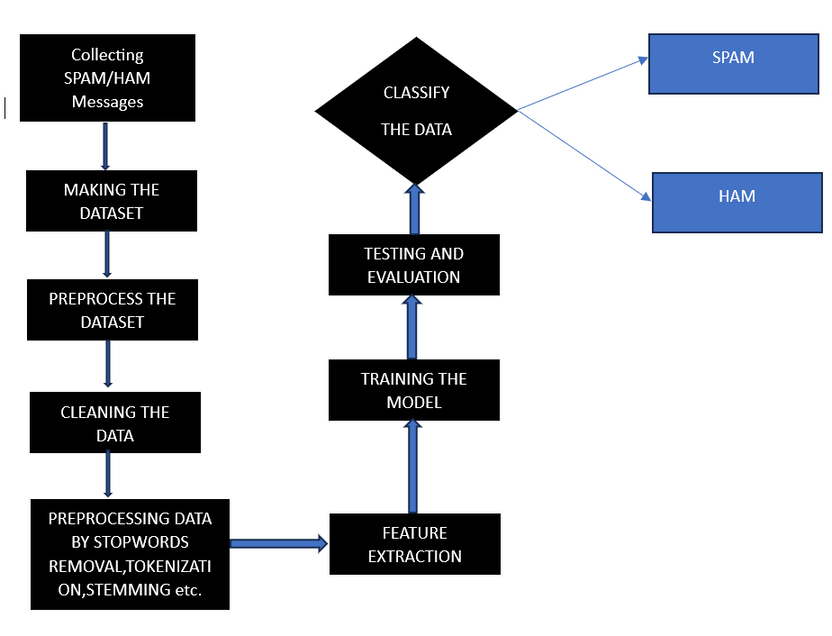 Collecting
SPAM/HAM
Messages
MAKING THE
DATASET
PREPROCESS THE
DATASET
CLEANING THE
DATA
PREPROCESSING DATA
BY STOPWORDS
REMOVAL,TOKENIZATI
ON,STEMMING etc.
FEATURE
EXTRACTION
TRAINING THE
MODEL
TESTING AND
EVALUATION
CLASSIFY
THE DATA
SPAM
HAM